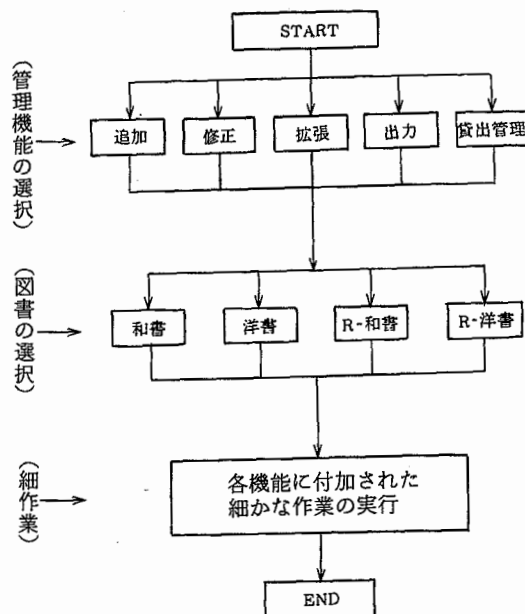 START
(管理機能の選択)
追加
修正
拡張
出力
貸出管理
(図書の選択)
和書
洋書
R-和書
R-洋書
(細作業)
各機能に付加された
細かな作業の実行
END